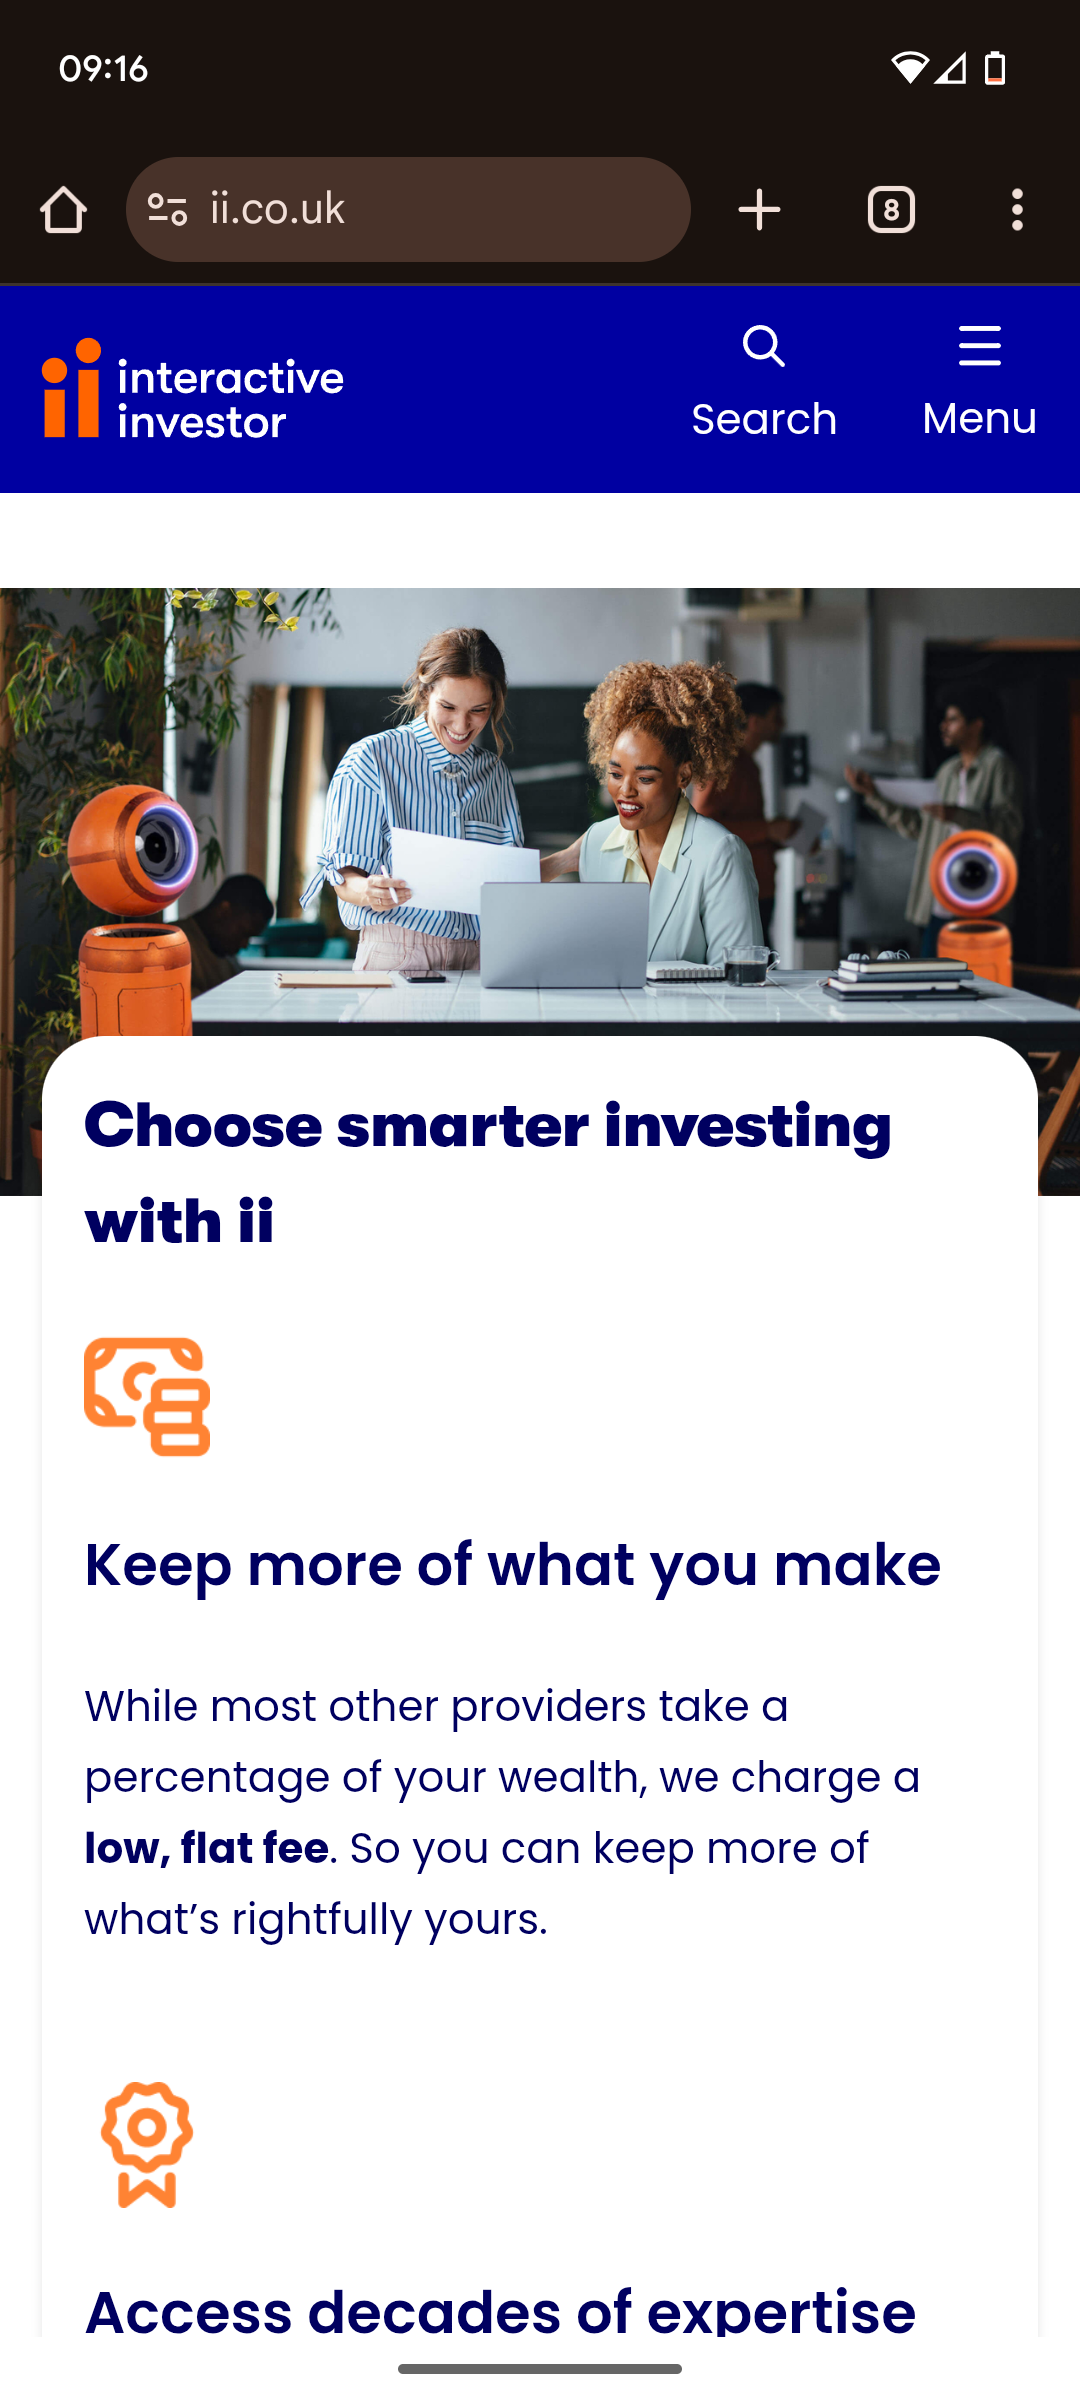 09:16
ii.co.uk
8
interactive
investor
Search
Menu
Choose smarter investing
with ii
Keep more of what you make
While most other providers take a
percentage of your wealth, we charge a
low, flat fee. So you can keep more of
what’s rightfully yours.
Access decades of expertise